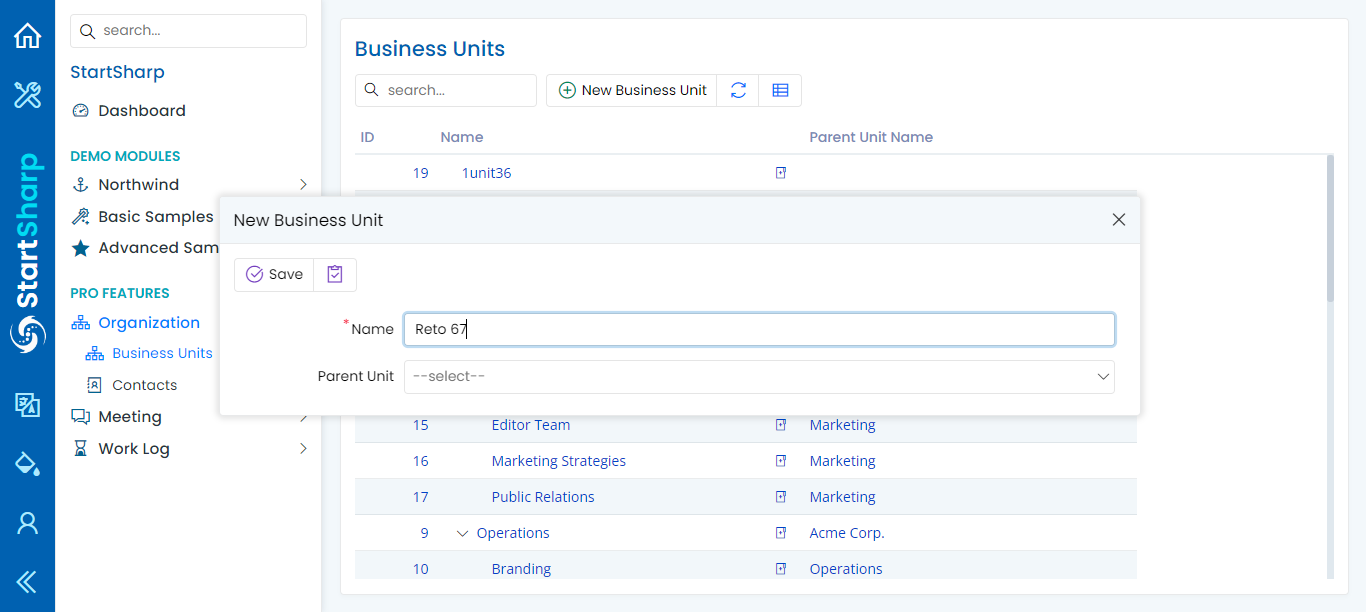 StartSharp
search...
StartSharp
Dashboard
DEMO MODULES
Northwind
Basic Samples
Advanced Sam
PRO FEATURES
Organization
Business Units
Contacts
Meeting
Work Log
Business Units
search...
New Business Unit
ID Name Parent Unit Name
19 1unit36
New Business Unit
Save
*Name Reto 67
Parent Unit --select--
15 Editor Team Marketing
16 Marketing Strategies Marketing
17 Public Relations Marketing
9 Operations Acme Corp.
10 Branding Operations